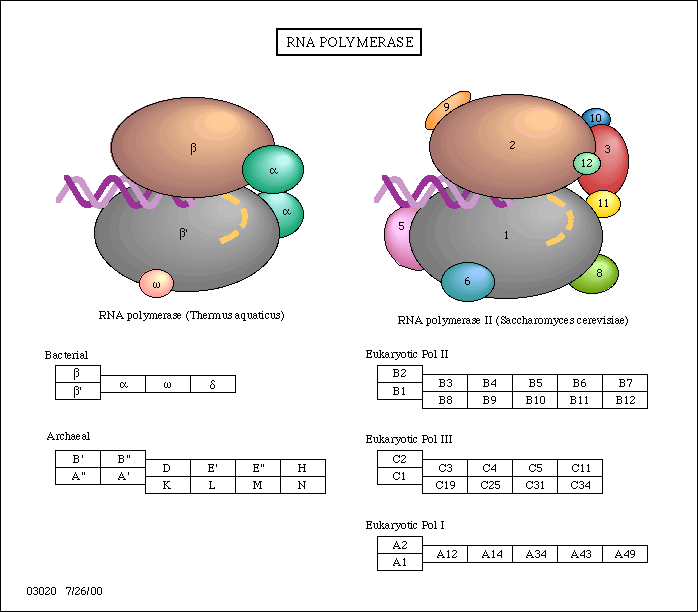 RNA POLYMERASE
β
α
α
β'
ω
RNA polymerase (Thermus aquaticus)
9
10
2
3
12
11
5
1
6
8
RNA polymerase II (Saccharomyces cerevisiae)
Bacterial
β
β' α ω δ
Archaeal
B' B"
A" A' D E' E" H
K L M N
Eukaryotic Pol II
B2
B1 B3 B4 B5 B6 B7
B8 B9 B10 B11 B12
Eukaryotic Pol III
C2
C1 C3 C4 C5 C11
C19 C25 C31 C34
Eukaryotic Pol I
A2
A12 A14 A34 A43 A49
A1
03020 7/26/00